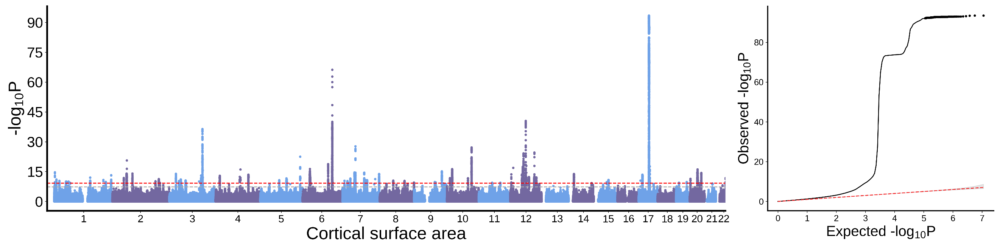 -log10P
90
75
60
45
30
15
0
1 2 3 4 5 6 7 8 9 10 11 12 13 14 15 16 17 18 19 20 21 22
Cortical surface area
Observed -log10P
80
60
40
20
0
0 1 2 3 4 5 6 7
Expected -log10P